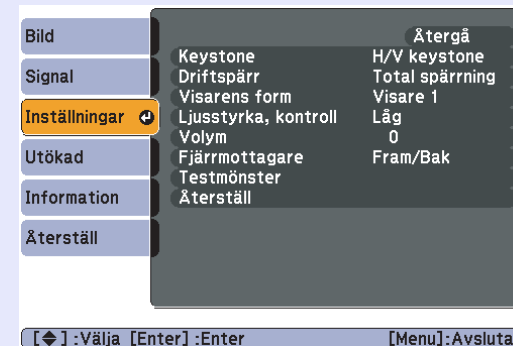 Bild
Signal
Inställningar
Utökad
Information
Återställ
Återgå
Keystone H/V keystone
Driftspärr Total spärrning
Visarens form Visare 1
Ljusstyrka, kontroll Låg
Volym 0
Fjärrmottagare Fram/Bak
Testmönster
Återställ
[◆] :Välja [Enter] :Enter [Menu]:Avsluta